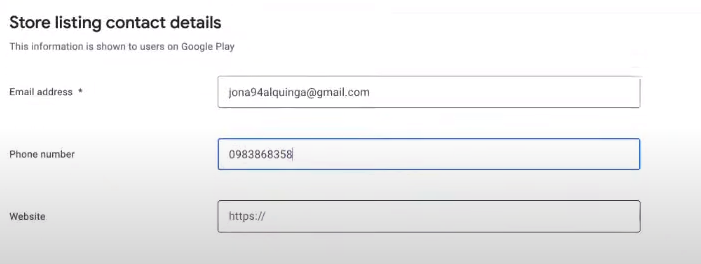 Store listing contact details
This information is shown to users on Google Play
Email address *
jona94alquinga@gmail.com
Phone number
0983868358
Website
https://